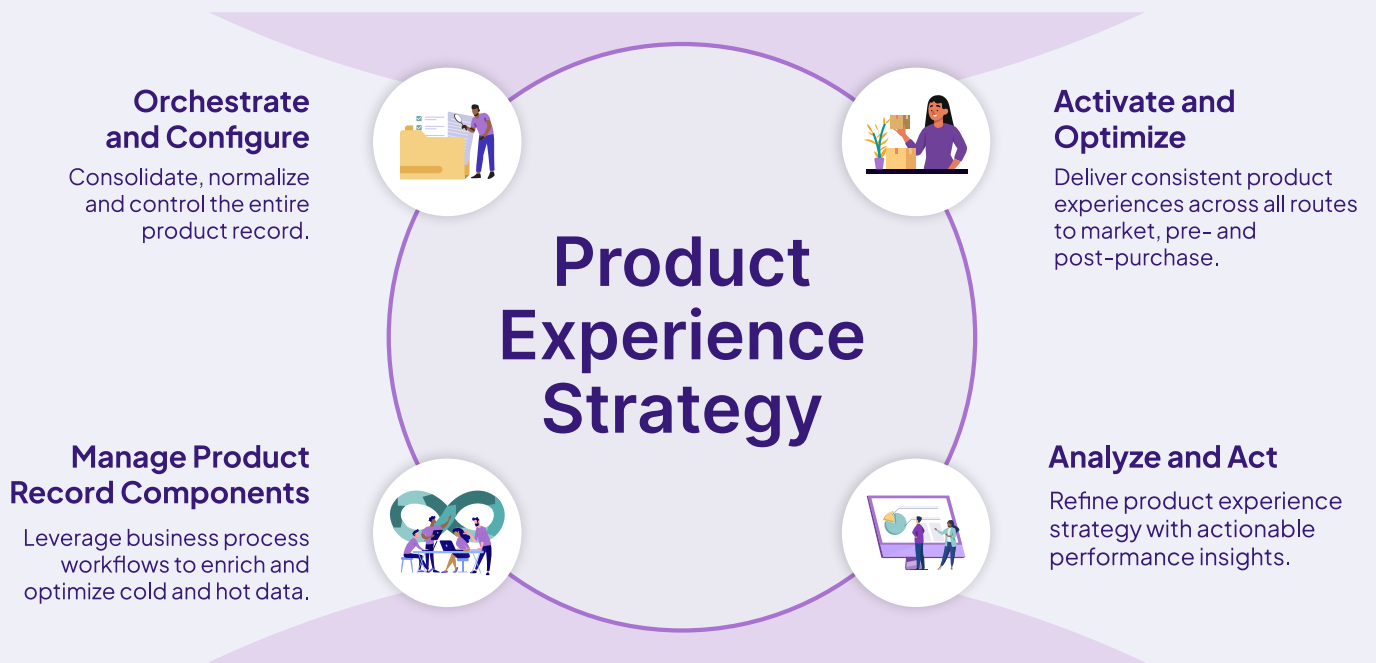 Orchestrate
and Configure
Consolidate, normalize
and control the entire
product record.
Activate and
Optimize
Deliver consistent product
experiences across all routes
to market, pre- and
post-purchase.
Product
Experience
Strategy
Manage Product
Record Components
Leverage business process
workflows to enrich and
optimize cold and hot data.
Analyze and Act
Refine product experience
strategy with actionable
performance insights.